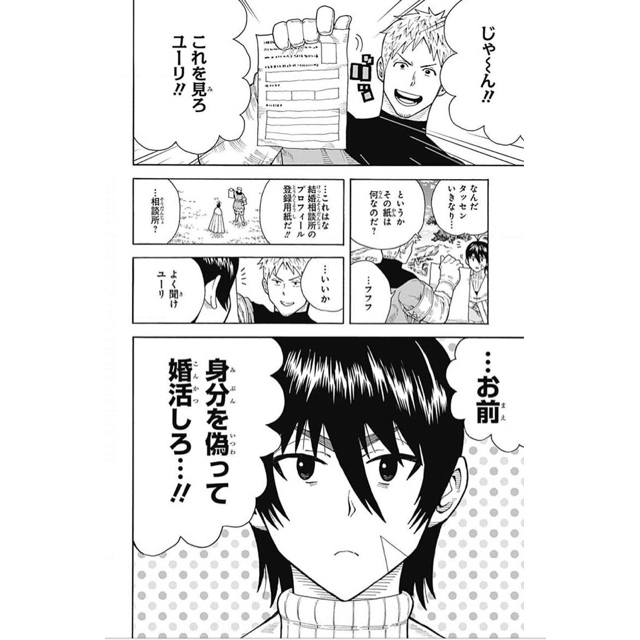 じゃ〜ん!!
これを見ろ
ユーリ!!
バッ
なんだ
タッセン
いきなり…
というか
その紙は
何なのだ?
…フフフ
…これはな
結婚相談所の
プロフィール
登録用紙だ!!
…相談所?
…いいか
よく聞け
ユーリ
…お前
身分を偽って
婚活しろ…!!